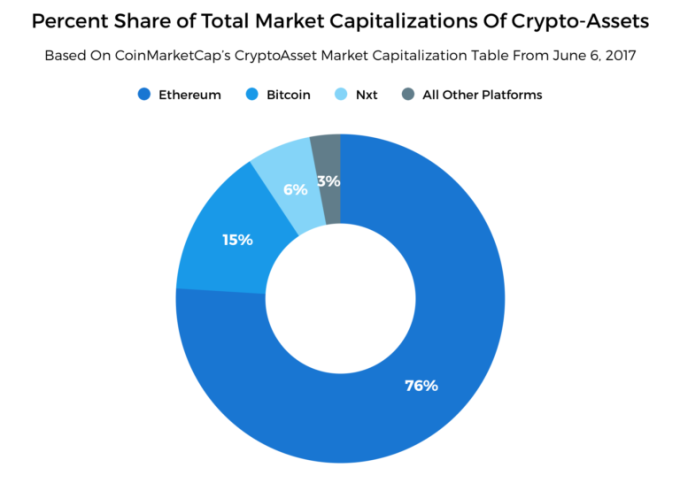 Percent Share of Total Market Capitalizations Of Crypto-Assets
Based On CoinMarketCap's CryptoAsset Market Capitalization Table From June 6, 2017
Ethereum Bitcoin Nxt All Other Platforms
3%
6%
15%
76%